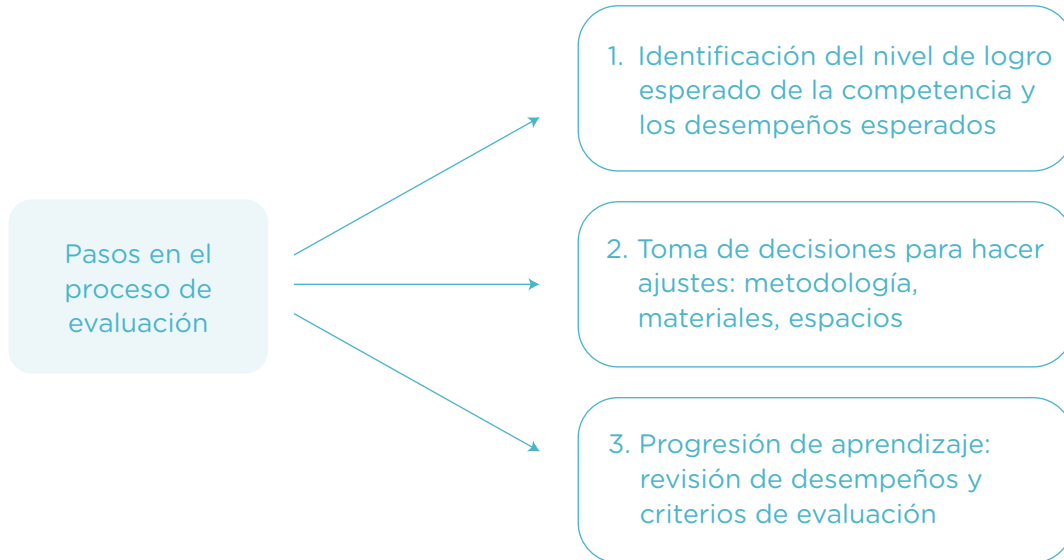 Pasos en el
proceso de
evaluación
1. Identificación del nivel de logro
esperado de la competencia y
los desempeños esperados
2. Toma de decisiones para hacer
ajustes: metodología,
materiales, espacios
3. Progresión de aprendizaje:
revisión de desempeños y
criterios de evaluación